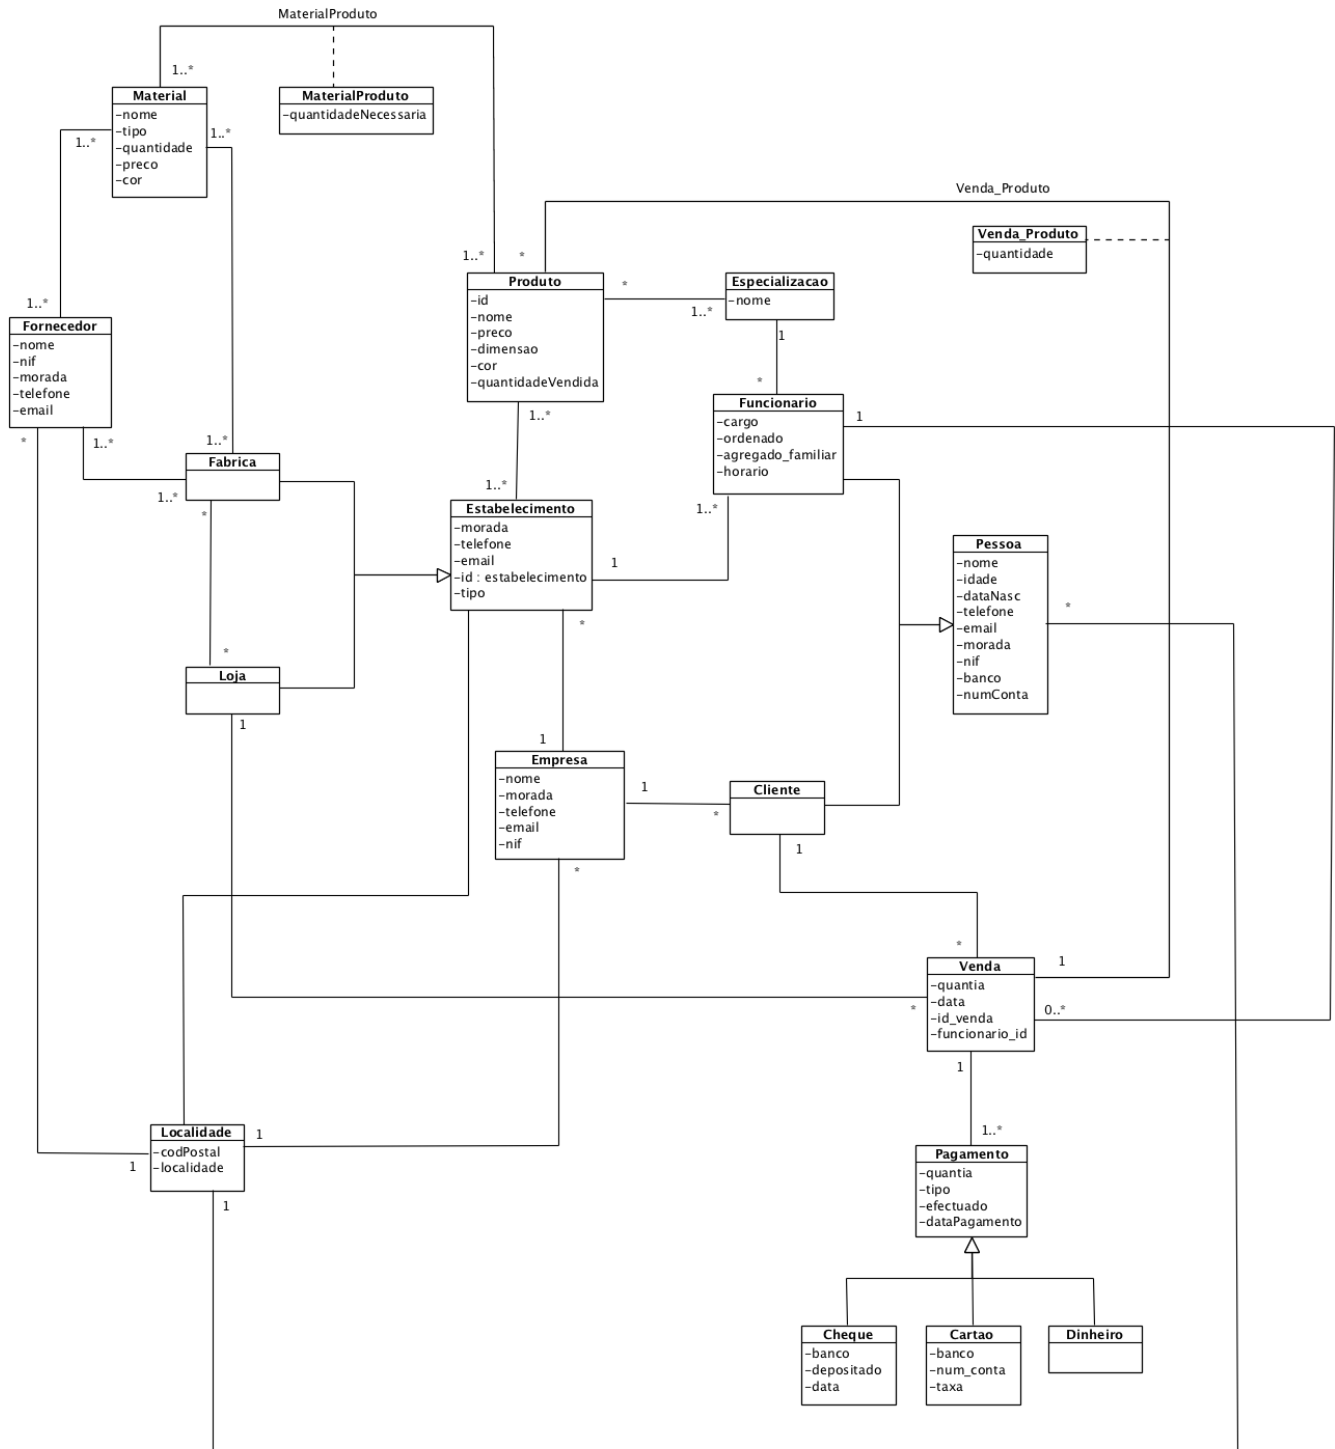 MaterialProduto
1..*
Material
-nome
-tipo
-quantidade
-preco
-cor
MaterialProduto
-quantidadeNecessaria
1..*
1..*
Venda_Produto
Venda_Produto
-quantidade
1..*
*
Produto
-id
-nome
-preco
-dimensao
-cor
-quantidadeVendida
*
1..*
Especializacao
-nome
1
*
1..*
Fornecedor
-nome
-nif
-morada
-telefone
-email
*
1..*
1..*
1..*
Fabrica
*
1..*
1..*
Funcionario
-cargo
-ordenado
-agregado_familiar
-horario
1
1..*
Estabelecimento
-morada
-telefone
-email
-id : estabelecimento
-tipo
1
*
Pessoa
-nome
-idade
-dataNasc
-telefone
-email
-morada
-nif
-banco
-numConta
*
*
Loja
1
1
Empresa
-nome
-morada
-telefone
-email
-nif
1
*
*
Cliente
1
*
Venda
-quantia
-data
-id_venda
-funcionario_id
1
*
0..*
1
1..*
Localidade
-codPostal
-localidade
1
1
1
Pagamento
-quantia
-tipo
-efectuado
-dataPagamento
Cheque
-banco
-depositado
-data
Cartao
-banco
-num_conta
-taxa
Dinheiro